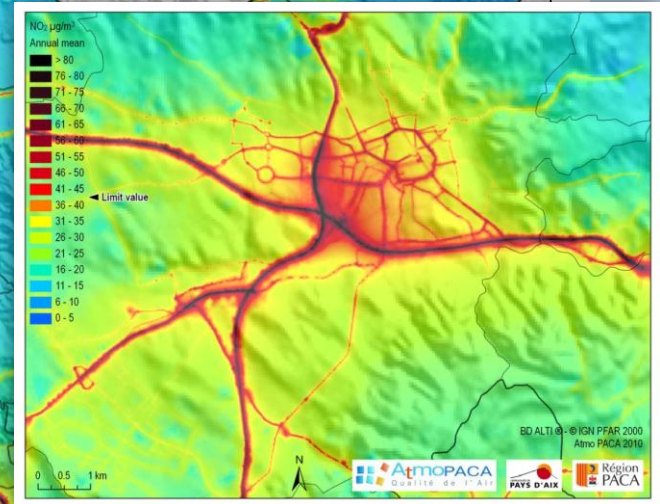 NO₂ µg/m³
Annual mean
> 80
76 - 80
71 - 75
66 - 70
61 - 65
56 - 60
51 - 55
46 - 50
41 - 45
Limit value
36 - 40
31 - 35
26 - 30
21 - 25
16 - 20
11 - 15
6 - 10
0 - 5
BD ALTI ® - © IGN PFAR 2000
Atmo PACA 2010
0 0.5 1 km
N
AtmoPACA
Qualité de l'Air
PAYS D'AIX
Région
PACA